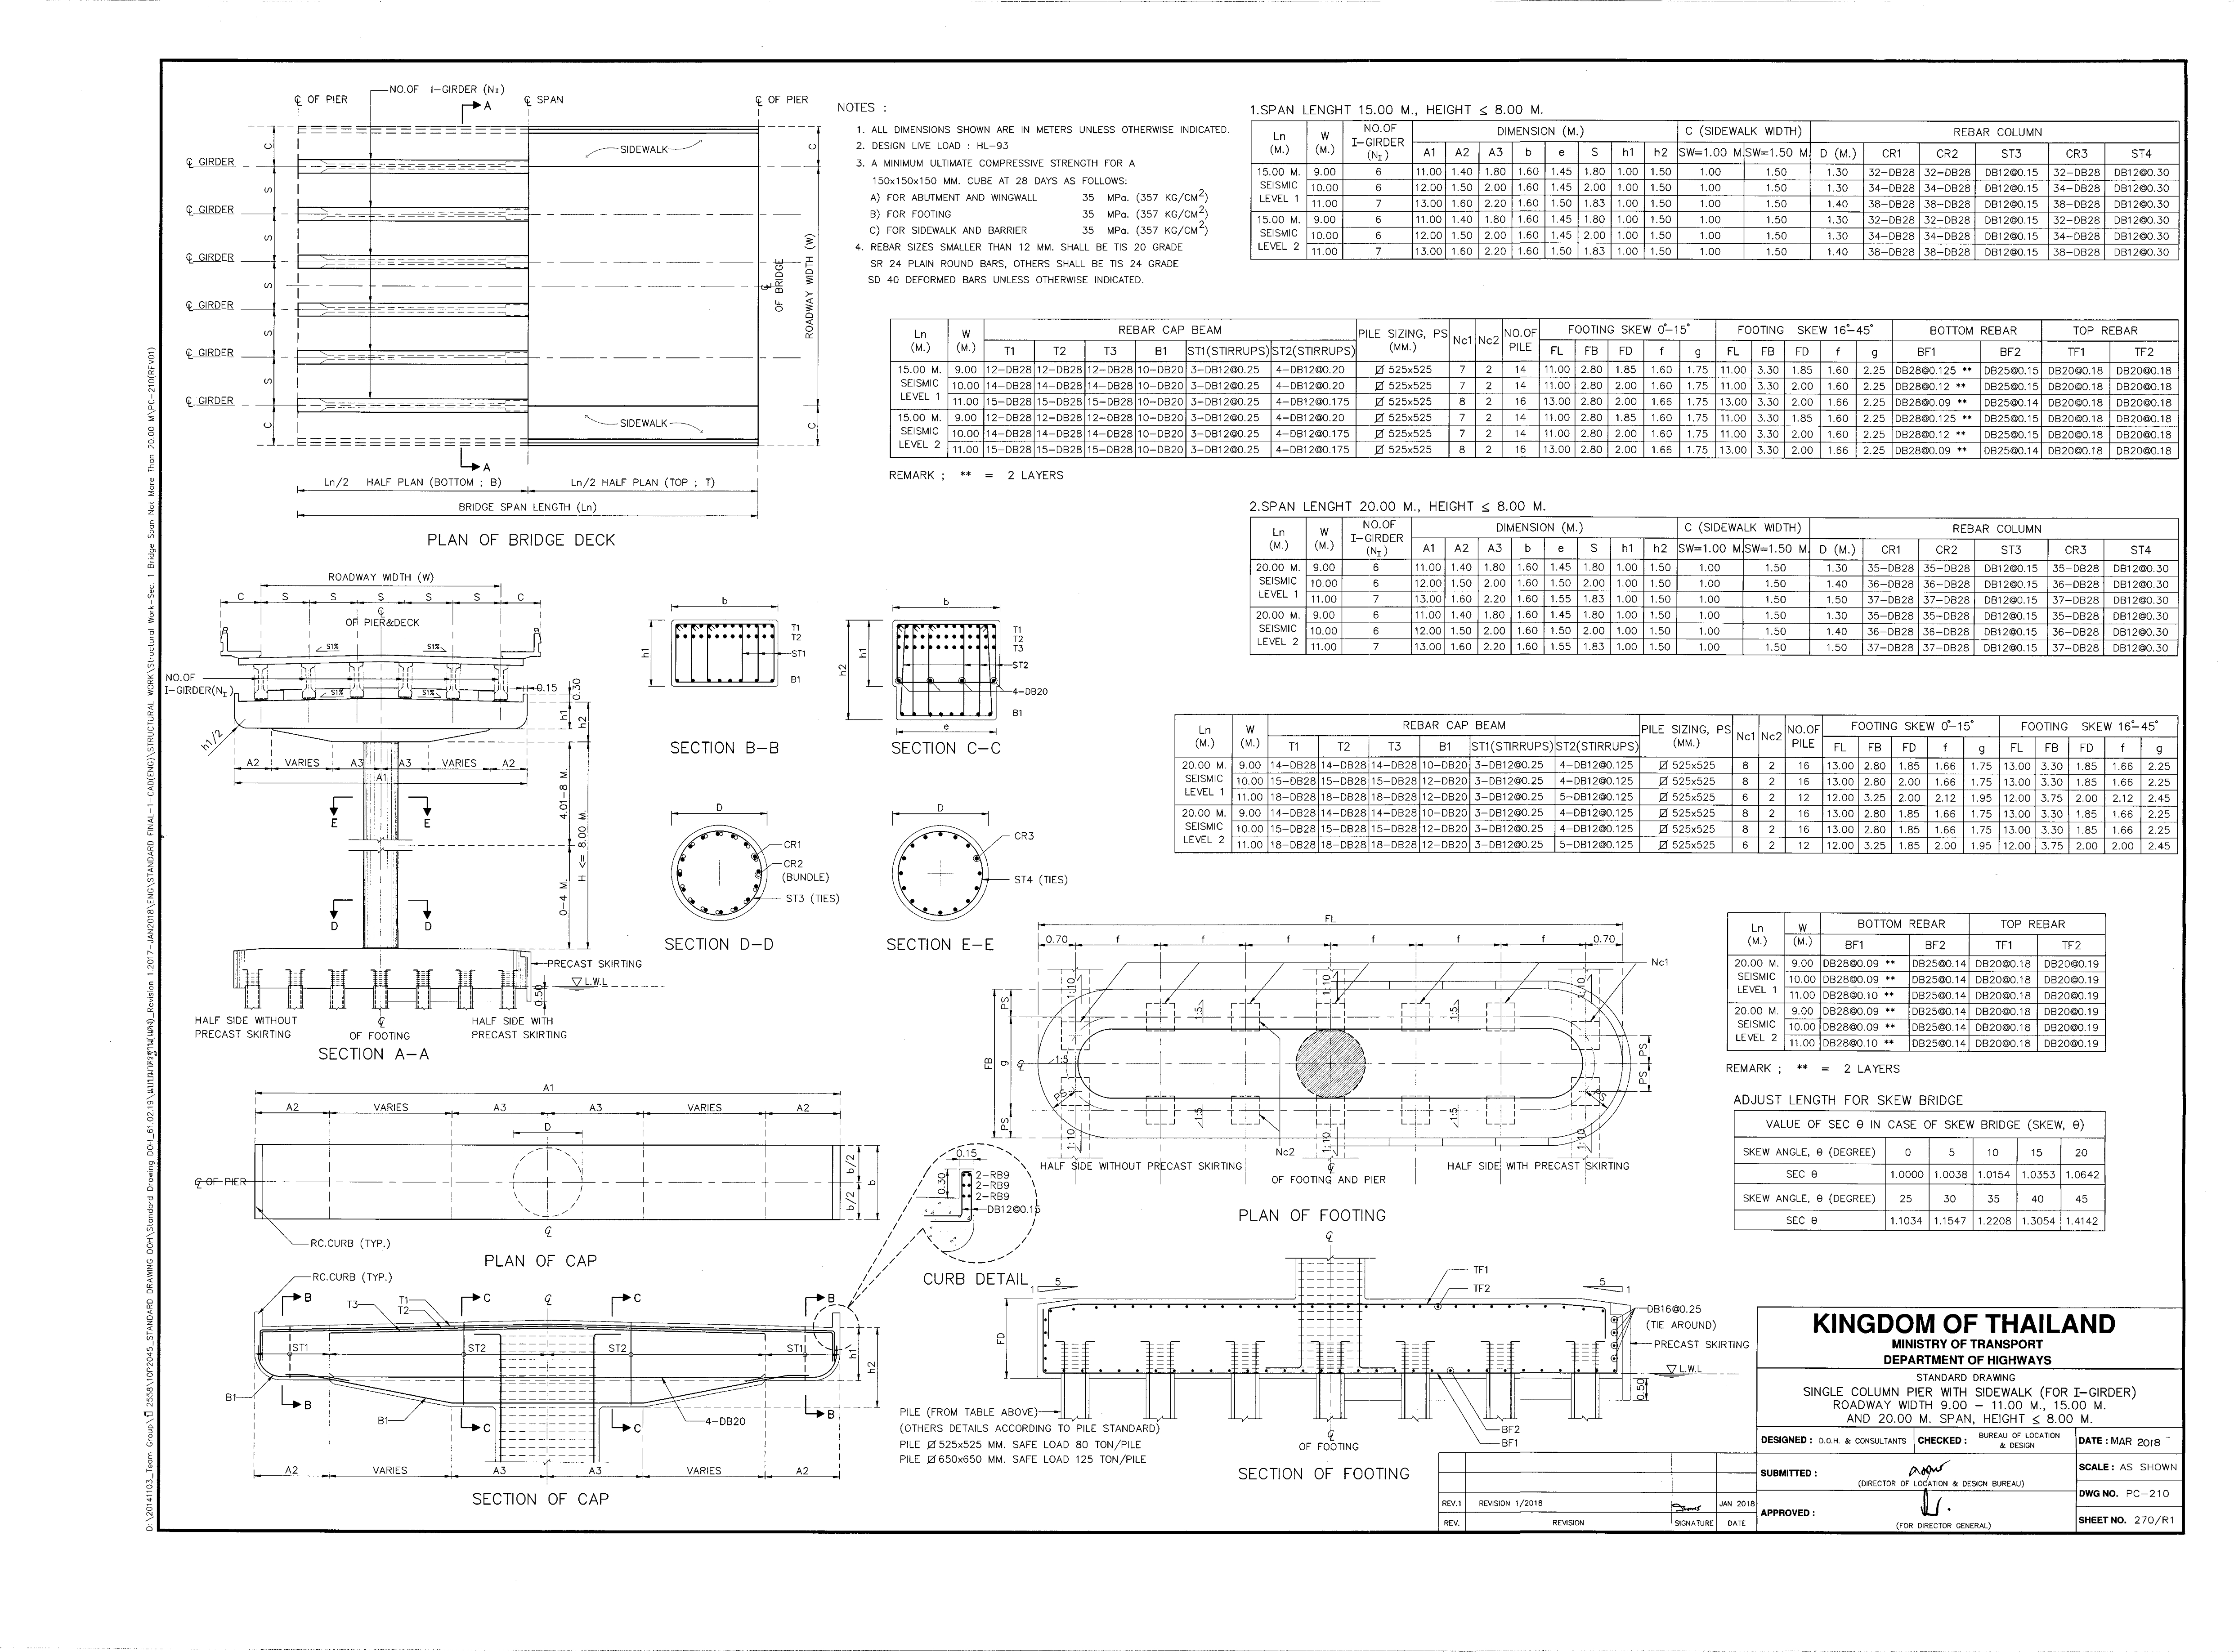 D:\20141103_Team Group\ปี 2558\10P2045_STANDARD DRAWING DOH\Standard Drawing DOH_61.02.19\
Revision 1.2017-JAN2018\ENG\STANDARD FINAL-1-CAD(ENG)\STRUCTURAL WORK\Structural Work-Sec. 1 Bridge Span Not More Than 20.00 M\PC-210(REV01)
℄ OF PIER
NO.OF I-GIRDER (NI)
A
℄ SPAN
℄ OF PIER
SIDEWALK
℄ GIRDER
℄ GIRDER
℄ GIRDER
℄ GIRDER
℄ GIRDER
℄ GIRDER
C
S
S
S
S
S
C
C
C
℄ OF BRIDGE
ROADWAY WIDTH (W)
SIDEWALK
A
Ln/2 HALF PLAN (BOTTOM ; B)
Ln/2 HALF PLAN (TOP ; T)
BRIDGE SPAN LENGTH (Ln)
PLAN OF BRIDGE DECK
NOTES :
1. ALL DIMENSIONS SHOWN ARE IN METERS UNLESS OTHERWISE INDICATED.
2. DESIGN LIVE LOAD : HL-93
3. A MINIMUM ULTIMATE COMPRESSIVE STRENGTH FOR A
150x150x150 MM. CUBE AT 28 DAYS AS FOLLOWS:
A) FOR ABUTMENT AND WINGWALL 35 MPa. (357 KG/CM2)
B) FOR FOOTING 35 MPa. (357 KG/CM2)
C) FOR SIDEWALK AND BARRIER 35 MPa. (357 KG/CM2)
4. REBAR SIZES SMALLER THAN 12 MM. SHALL BE TIS 20 GRADE
SR 24 PLAIN ROUND BARS, OTHERS SHALL BE TIS 24 GRADE
SD 40 DEFORMED BARS UNLESS OTHERWISE INDICATED.
1.SPAN LENGHT 15.00 M., HEIGHT ≤ 8.00 M.
Ln (M.) W (M.) NO.OF I-GIRDER (NI) DIMENSION (M.) C (SIDEWALK WIDTH) REBAR COLUMN
A1 A2 A3 b e S h1 h2 SW=1.00 M. SW=1.50 M. D (M.) CR1 CR2 ST3 CR3 ST4
15.00 M. SEISMIC LEVEL 1
9.00 6 11.00 1.40 1.80 1.60 1.45 1.80 1.00 1.50 1.00 1.50 1.30 32-DB28 32-DB28 DB12@0.15 32-DB28 DB12@0.30
10.00 6 12.00 1.50 2.00 1.60 1.45 2.00 1.00 1.50 1.00 1.50 1.30 34-DB28 34-DB28 DB12@0.15 34-DB28 DB12@0.30
11.00 7 13.00 1.60 2.20 1.60 1.50 1.83 1.00 1.50 1.00 1.50 1.40 38-DB28 38-DB28 DB12@0.15 38-DB28 DB12@0.30
15.00 M. SEISMIC LEVEL 2
9.00 6 11.00 1.40 1.80 1.60 1.45 1.80 1.00 1.50 1.00 1.50 1.30 32-DB28 32-DB28 DB12@0.15 32-DB28 DB12@0.30
10.00 6 12.00 1.50 2.00 1.60 1.45 2.00 1.00 1.50 1.00 1.50 1.30 34-DB28 34-DB28 DB12@0.15 34-DB28 DB12@0.30
11.00 7 13.00 1.60 2.20 1.60 1.50 1.83 1.00 1.50 1.00 1.50 1.40 38-DB28 38-DB28 DB12@0.15 38-DB28 DB12@0.30
Ln (M.) W (M.) REBAR CAP BEAM PILE SIZING, PS (MM.) Nc1 Nc2 NO.OF PILE FOOTING SKEW 0°-15° FOOTING SKEW 16°-45° BOTTOM REBAR TOP REBAR
T1 T2 T3 B1 ST1(STIRRUPS) ST2(STIRRUPS) FL FB FD f g FL FB FD f g BF1 BF2 TF1 TF2
15.00 M. SEISMIC LEVEL 1
9.00 12-DB28 12-DB28 12-DB28 10-DB20 3-DB12@0.25 4-DB12@0.20 ⍁ 525x525 7 2 14 11.00 2.80 1.85 1.60 1.75 11.00 3.30 1.85 1.60 2.25 DB28@0.125 ** DB25@0.15 DB20@0.18 DB20@0.18
10.00 14-DB28 14-DB28 14-DB28 10-DB20 3-DB12@0.25 4-DB12@0.20 ⍁ 525x525 7 2 14 11.00 2.80 2.00 1.60 1.75 11.00 3.30 2.00 1.60 2.25 DB28@0.12 ** DB25@0.15 DB20@0.18 DB20@0.18
11.00 15-DB28 15-DB28 15-DB28 10-DB20 3-DB12@0.25 4-DB12@0.175 ⍁ 525x525 8 2 16 13.00 2.80 2.00 1.66 1.75 13.00 3.30 2.00 1.66 2.25 DB28@0.09 ** DB25@0.14 DB20@0.18 DB20@0.18
15.00 M. SEISMIC LEVEL 2
9.00 12-DB28 12-DB28 12-DB28 10-DB20 3-DB12@0.25 4-DB12@0.20 ⍁ 525x525 7 2 14 11.00 2.80 1.85 1.60 1.75 11.00 3.30 1.85 1.60 2.25 DB28@0.125 ** DB25@0.15 DB20@0.18 DB20@0.18
10.00 14-DB28 14-DB28 14-DB28 10-DB20 3-DB12@0.25 4-DB12@0.175 ⍁ 525x525 7 2 14 11.00 2.80 2.00 1.60 1.75 11.00 3.30 2.00 1.60 2.25 DB28@0.12 ** DB25@0.15 DB20@0.18 DB20@0.18
11.00 15-DB28 15-DB28 15-DB28 10-DB20 3-DB12@0.25 4-DB12@0.175 ⍁ 525x525 8 2 16 13.00 2.80 2.00 1.66 1.75 13.00 3.30 2.00 1.66 2.25 DB28@0.09 ** DB25@0.14 DB20@0.18 DB20@0.18
REMARK ; ** = 2 LAYERS
2.SPAN LENGHT 20.00 M., HEIGHT ≤ 8.00 M.
Ln (M.) W (M.) NO.OF I-GIRDER (NI) DIMENSION (M.) C (SIDEWALK WIDTH) REBAR COLUMN
A1 A2 A3 b e S h1 h2 SW=1.00 M. SW=1.50 M. D (M.) CR1 CR2 ST3 CR3 ST4
20.00 M. SEISMIC LEVEL 1
9.00 6 11.00 1.40 1.80 1.60 1.45 1.80 1.00 1.50 1.00 1.50 1.30 35-DB28 35-DB28 DB12@0.15 35-DB28 DB12@0.30
10.00 6 12.00 1.50 2.00 1.60 1.50 2.00 1.00 1.50 1.00 1.50 1.40 36-DB28 36-DB28 DB12@0.15 36-DB28 DB12@0.30
11.00 7 13.00 1.60 2.20 1.60 1.55 1.83 1.00 1.50 1.00 1.50 1.50 37-DB28 37-DB28 DB12@0.15 37-DB28 DB12@0.30
20.00 M. SEISMIC LEVEL 2
9.00 6 11.00 1.40 1.80 1.60 1.45 1.80 1.00 1.50 1.00 1.50 1.30 35-DB28 35-DB28 DB12@0.15 35-DB28 DB12@0.30
10.00 6 12.00 1.50 2.00 1.60 1.50 2.00 1.00 1.50 1.00 1.50 1.40 36-DB28 36-DB28 DB12@0.15 36-DB28 DB12@0.30
11.00 7 13.00 1.60 2.20 1.60 1.55 1.83 1.00 1.50 1.00 1.50 1.50 37-DB28 37-DB28 DB12@0.15 37-DB28 DB12@0.30
Ln (M.) W (M.) REBAR CAP BEAM PILE SIZING, PS (MM.) Nc1 Nc2 NO.OF PILE FOOTING SKEW 0°-15° FOOTING SKEW 16°-45°
T1 T2 T3 B1 ST1(STIRRUPS) ST2(STIRRUPS) FL FB FD f g FL FB FD f g
20.00 M. SEISMIC LEVEL 1
9.00 14-DB28 14-DB28 14-DB28 10-DB20 3-DB12@0.25 4-DB12@0.125 ⍁ 525x525 8 2 16 13.00 2.80 1.85 1.66 1.75 13.00 3.30 1.85 1.66 2.25
10.00 15-DB28 15-DB28 15-DB28 12-DB20 3-DB12@0.25 4-DB12@0.125 ⍁ 525x525 8 2 16 13.00 2.80 2.00 1.66 1.75 13.00 3.30 1.85 1.66 2.25
11.00 18-DB28 18-DB28 18-DB28 12-DB20 3-DB12@0.25 5-DB12@0.125 ⍁ 525x525 6 2 12 12.00 3.25 2.00 2.12 1.95 12.00 3.75 2.00 2.12 2.45
20.00 M. SEISMIC LEVEL 2
9.00 14-DB28 14-DB28 14-DB28 10-DB20 3-DB12@0.25 4-DB12@0.125 ⍁ 525x525 8 2 16 13.00 2.80 1.85 1.66 1.75 13.00 3.30 1.85 1.66 2.25
10.00 15-DB28 15-DB28 15-DB28 12-DB20 3-DB12@0.25 4-DB12@0.125 ⍁ 525x525 8 2 16 13.00 2.80 1.85 1.66 1.75 13.00 3.30 1.85 1.66 2.25
11.00 18-DB28 18-DB28 18-DB28 12-DB20 3-DB12@0.25 5-DB12@0.125 ⍁ 525x525 6 2 12 12.00 3.25 1.85 2.00 1.95 12.00 3.75 2.00 2.00 2.45
ROADWAY WIDTH (W)
C S S S S S C
℄ OF PIER&DECK
S1% S1%
NO.OF I-GIRDER(NI)
S1% S1%
0.15
0.30
h1
h2
h1/2
A2 VARIES A3 A3 VARIES A2
A1
E E
4.01-8 M.
H <= 8.00 M.
0-4 M.
D D
PRECAST SKIRTING
L.W.L
0.50
HALF SIDE WITHOUT PRECAST SKIRTING
℄ OF FOOTING
HALF SIDE WITH PRECAST SKIRTING
SECTION A-A
b
h1
T1
T2
ST1
B1
SECTION B-B
b
h1
h2
T1
T2
T3
ST2
4-DB20
B1
e
SECTION C-C
D
CR1
CR2 (BUNDLE)
ST3 (TIES)
SECTION D-D
D
CR3
ST4 (TIES)
SECTION E-E
FL
0.70 f f f f f f 0.70
Nc1
1:10 1:10 1:10
PS
1:5 1:5
FB
g
℄
1:5
PS
PS
PS PS
1:5 1:5
PS
1:10 1:10 1:10
Nc2
HALF SIDE WITHOUT PRECAST SKIRTING
℄ OF FOOTING AND PIER
HALF SIDE WITH PRECAST SKIRTING
PLAN OF FOOTING
Ln (M.) W (M.) BOTTOM REBAR TOP REBAR
BF1 BF2 TF1 TF2
20.00 M. SEISMIC LEVEL 1
9.00 DB28@0.09 ** DB25@0.14 DB20@0.18 DB20@0.19
10.00 DB28@0.09 ** DB25@0.14 DB20@0.18 DB20@0.19
11.00 DB28@0.10 ** DB25@0.14 DB20@0.18 DB20@0.19
20.00 M. SEISMIC LEVEL 2
9.00 DB28@0.09 ** DB25@0.14 DB20@0.18 DB20@0.19
10.00 DB28@0.09 ** DB25@0.14 DB20@0.18 DB20@0.19
11.00 DB28@0.10 ** DB25@0.14 DB20@0.18 DB20@0.19
REMARK ; ** = 2 LAYERS
ADJUST LENGTH FOR SKEW BRIDGE
VALUE OF SEC θ IN CASE OF SKEW BRIDGE (SKEW, θ)
SKEW ANGLE, θ (DEGREE) 0 5 10 15 20
SEC θ 1.0000 1.0038 1.0154 1.0353 1.0642
SKEW ANGLE, θ (DEGREE) 25 30 35 40 45
SEC θ 1.1034 1.1547 1.2208 1.3054 1.4142
A1
A2 VARIES A3 A3 VARIES A2
D
℄ OF PIER
b/2
b/2
b
RC.CURB (TYP.)
℄
PLAN OF CAP
0.15
0.30
2-RB9
2-RB9
2-RB9
DB12@0.15
CURB DETAIL
RC.CURB (TYP.)
B C ℄ C B
T3
T1
T2
ST1 ST2 ST2 ST1
h1
h2
B1
B C C B
B1
4-DB20
A2 VARIES A3 A3 VARIES A2
SECTION OF CAP
℄
5
1
TF1
TF2
5
1
FD
DB16@0.25
(TIE AROUND)
PRECAST SKIRTING
L.W.L
0.50
BF2
BF1
PILE (FROM TABLE ABOVE)
(OTHERS DETAILS ACCORDING TO PILE STANDARD)
PILE ⍁ 525x525 MM. SAFE LOAD 80 TON/PILE
PILE ⍁ 650x650 MM. SAFE LOAD 125 TON/PILE
℄ OF FOOTING
SECTION OF FOOTING
REV.1 REVISION 1/2018 JAN 2018
REV. REVISION SIGNATURE DATE
KINGDOM OF THAILAND
MINISTRY OF TRANSPORT
DEPARTMENT OF HIGHWAYS
STANDARD DRAWING
SINGLE COLUMN PIER WITH SIDEWALK (FOR I-GIRDER)
ROADWAY WIDTH 9.00 - 11.00 M., 15.00 M.
AND 20.00 M. SPAN, HEIGHT ≤ 8.00 M.
DESIGNED : D.O.H. & CONSULTANTS
CHECKED : BUREAU OF LOCATION & DESIGN
DATE : MAR 2018
SUBMITTED :
(DIRECTOR OF LOCATION & DESIGN BUREAU)
SCALE : AS SHOWN
DWG NO. PC-210
APPROVED :
(FOR DIRECTOR GENERAL)
SHEET NO. 270/R1